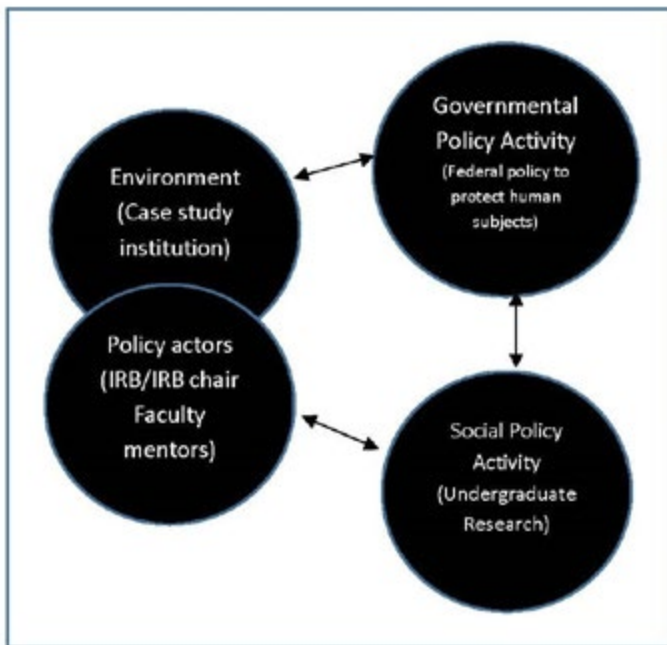 Governmental
Policy Activity
(Federal policy to
protect human
subjects)
Environment
(Case study
institution)
Policy actors
(IRB/IRB chair
Faculty
mentors)
Social Policy
Activity
(Undergraduate
Research)